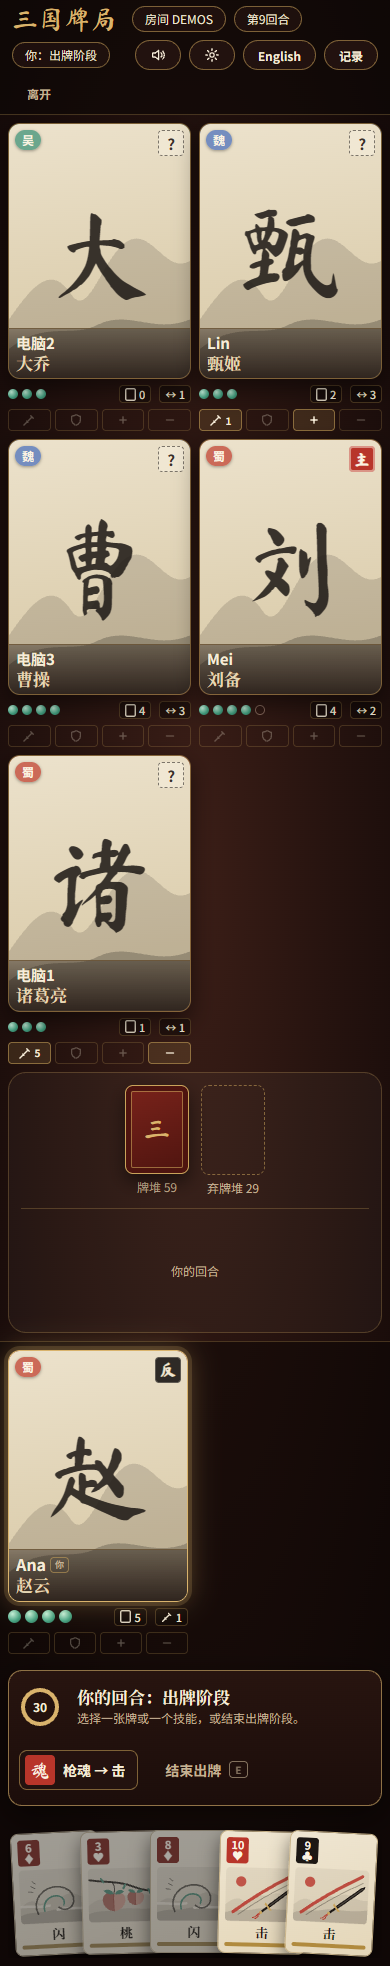 三国牌局
房间 DEMOS
第9回合
你：出牌阶段
English
记录
离开
吴
?
大
电脑2
大乔
0
↔1
魏
?
甄
Lin
甄姬
2
↔3
1
+
−
+
−
魏
?
曹
电脑3
曹操
4
↔3
蜀
主
刘
Mei
刘备
4
↔2
+
−
+
−
蜀
?
诸
电脑1
诸葛亮
1
↔1
5
+
−
三
牌堆 59
弃牌堆 29
你的回合
蜀
反
赵
Ana 你
赵云
5
1
+
−
30
你的回合：出牌阶段
选择一张牌或一个技能，或结束出牌阶段。
魂 枪魂→击
结束出牌 E
6♦
闪
3♥
桃
8♦
闪
10♥
击
9♣
击